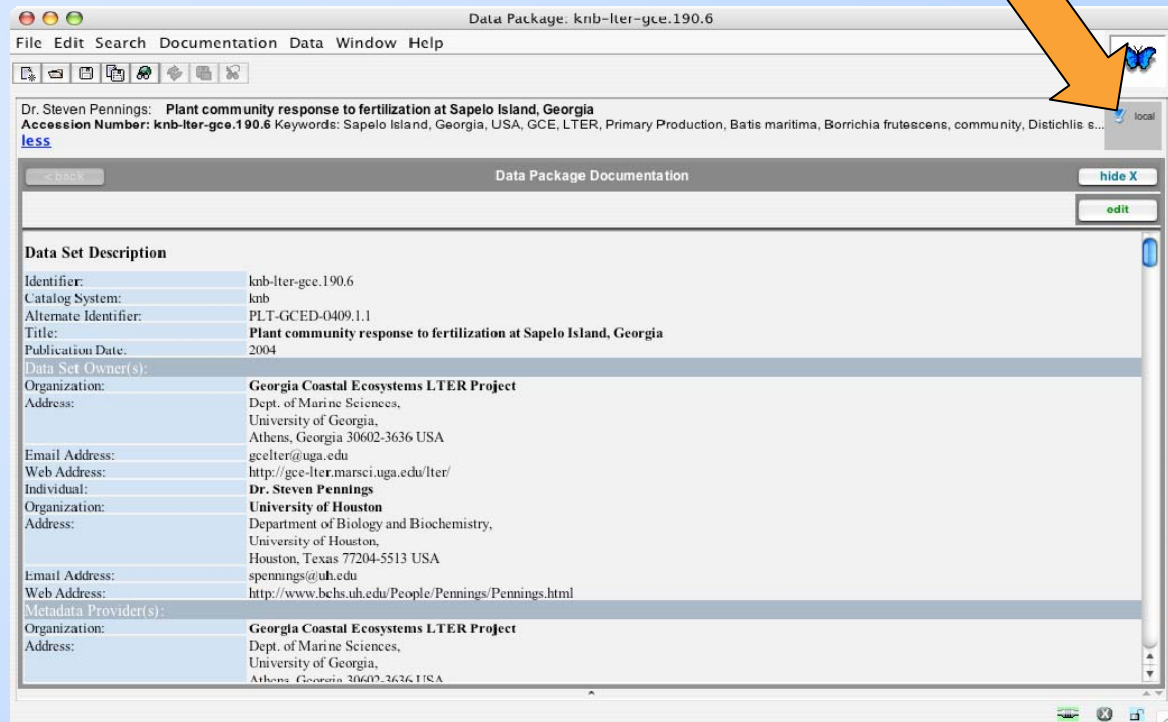 Data Package: knb-lter-gce.190.6
File Edit Search Documentation Data Window Help
Dr. Steven Pennings: Plant community response to fertilization at Sapelo Island, Georgia
Accession Number: knb-lter-gce.190.6 Keywords: Sapelo Island, Georgia, USA, GCE, LTER, Primary Production, Batis maritima, Borrichia frutescens, community, Distichlis s...
local
less
< back Data Package Documentation hide X
edit
Data Set Description
Identifier: knb-lter-gce.190.6
Catalog System: knb
Alternate Identifier: PLT-GCED-0409.1.1
Title: Plant community response to fertilization at Sapelo Island, Georgia
Publication Date: 2004
Data Set Owner(s):
Organization: Georgia Coastal Ecosystems LTER Project
Address: Dept. of Marine Sciences,
University of Georgia,
Athens, Georgia 30602-3636 USA
Email Address: gcelter@uga.edu
Web Address: http://gce-lter.marsci.uga.edu/lter/
Individual: Dr. Steven Pennings
Organization: University of Houston
Address: Department of Biology and Biochemistry,
University of Houston,
Houston, Texas 77204-5513 USA
Email Address: spennings@uh.edu
Web Address: http://www.bchs.uh.edu/People/Pennings/Pennings.html
Metadata Provider(s):
Organization: Georgia Coastal Ecosystems LTER Project
Address: Dept. of Marine Sciences,
University of Georgia,
Athens, Georgia 30602-3636 USA